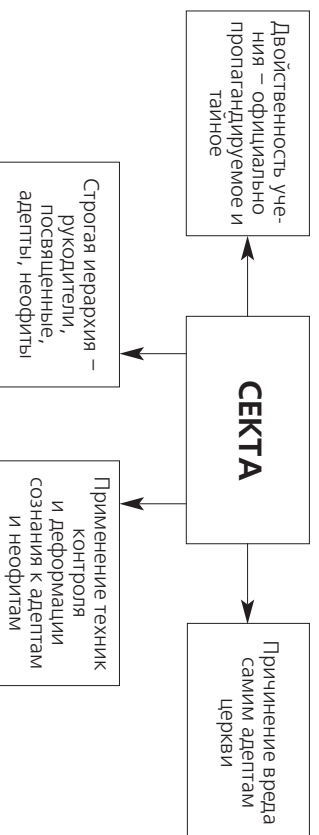 СЕКТА
Двойственность уче-
ния – официально
пропагандируемое и
тайное
Строгая иерархия –
рукодители,
посвященные,
адепты, неофиты
Применение техник
контроля
и деформации
сознания к адептам
и неофитам
Причинение вреда
самим адептам
церкви